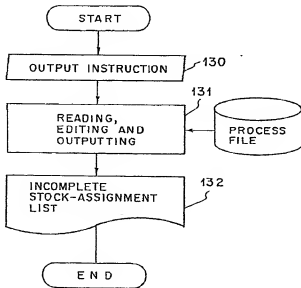 START
OUTPUT INSTRUCTION
130
131
READING,
EDITING AND
OUTPUTTING
PROCESS
FILE
132
INCOMPLETE
STOCK-ASSIGNMENT
LIST
END